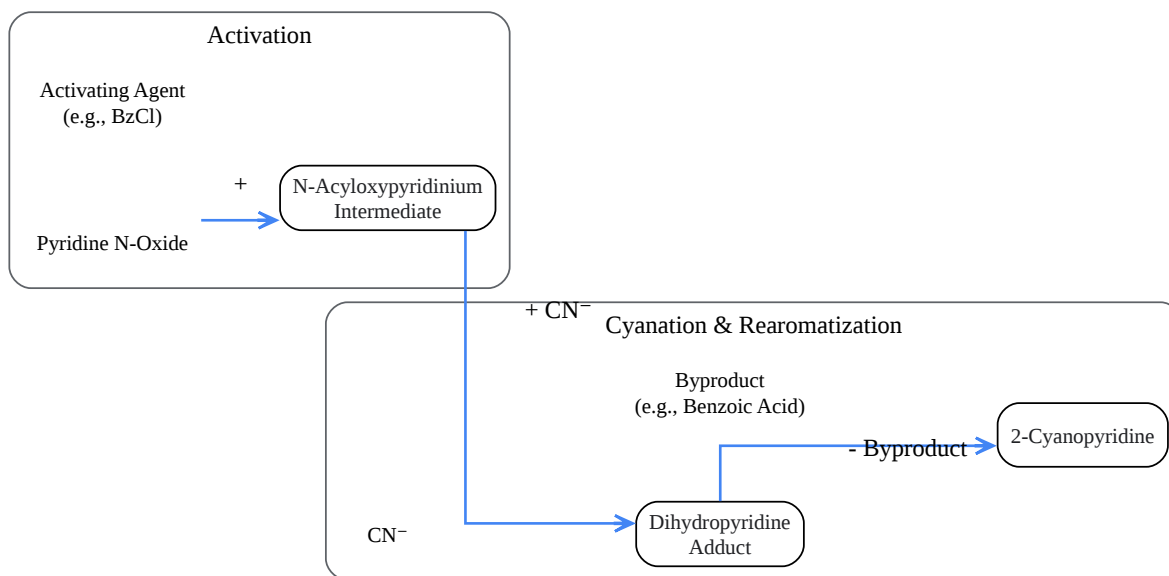 Activation
Activating Agent
(e.g., BzCl)
+
N-Acyloxypyridinium
Intermediate
Pyridine N-Oxide
+ CN⁻
Cyanation & Rearomatization
Byproduct
(e.g., Benzoic Acid)
- Byproduct
2-Cyanopyridine
CN⁻
Dihydropyridine
Adduct